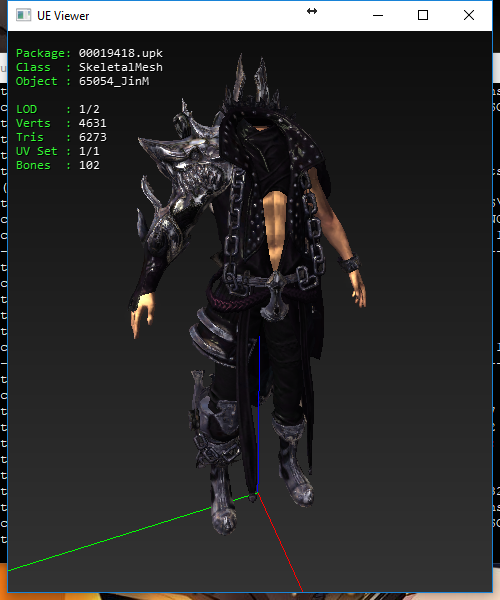 UE Viewer
Package: 00019418.upk
Class : SkeletalMesh
Object : 65054_JinM
LOD : 1/2
Verts : 4631
Tris : 6273
UV Set : 1/1
Bones : 102